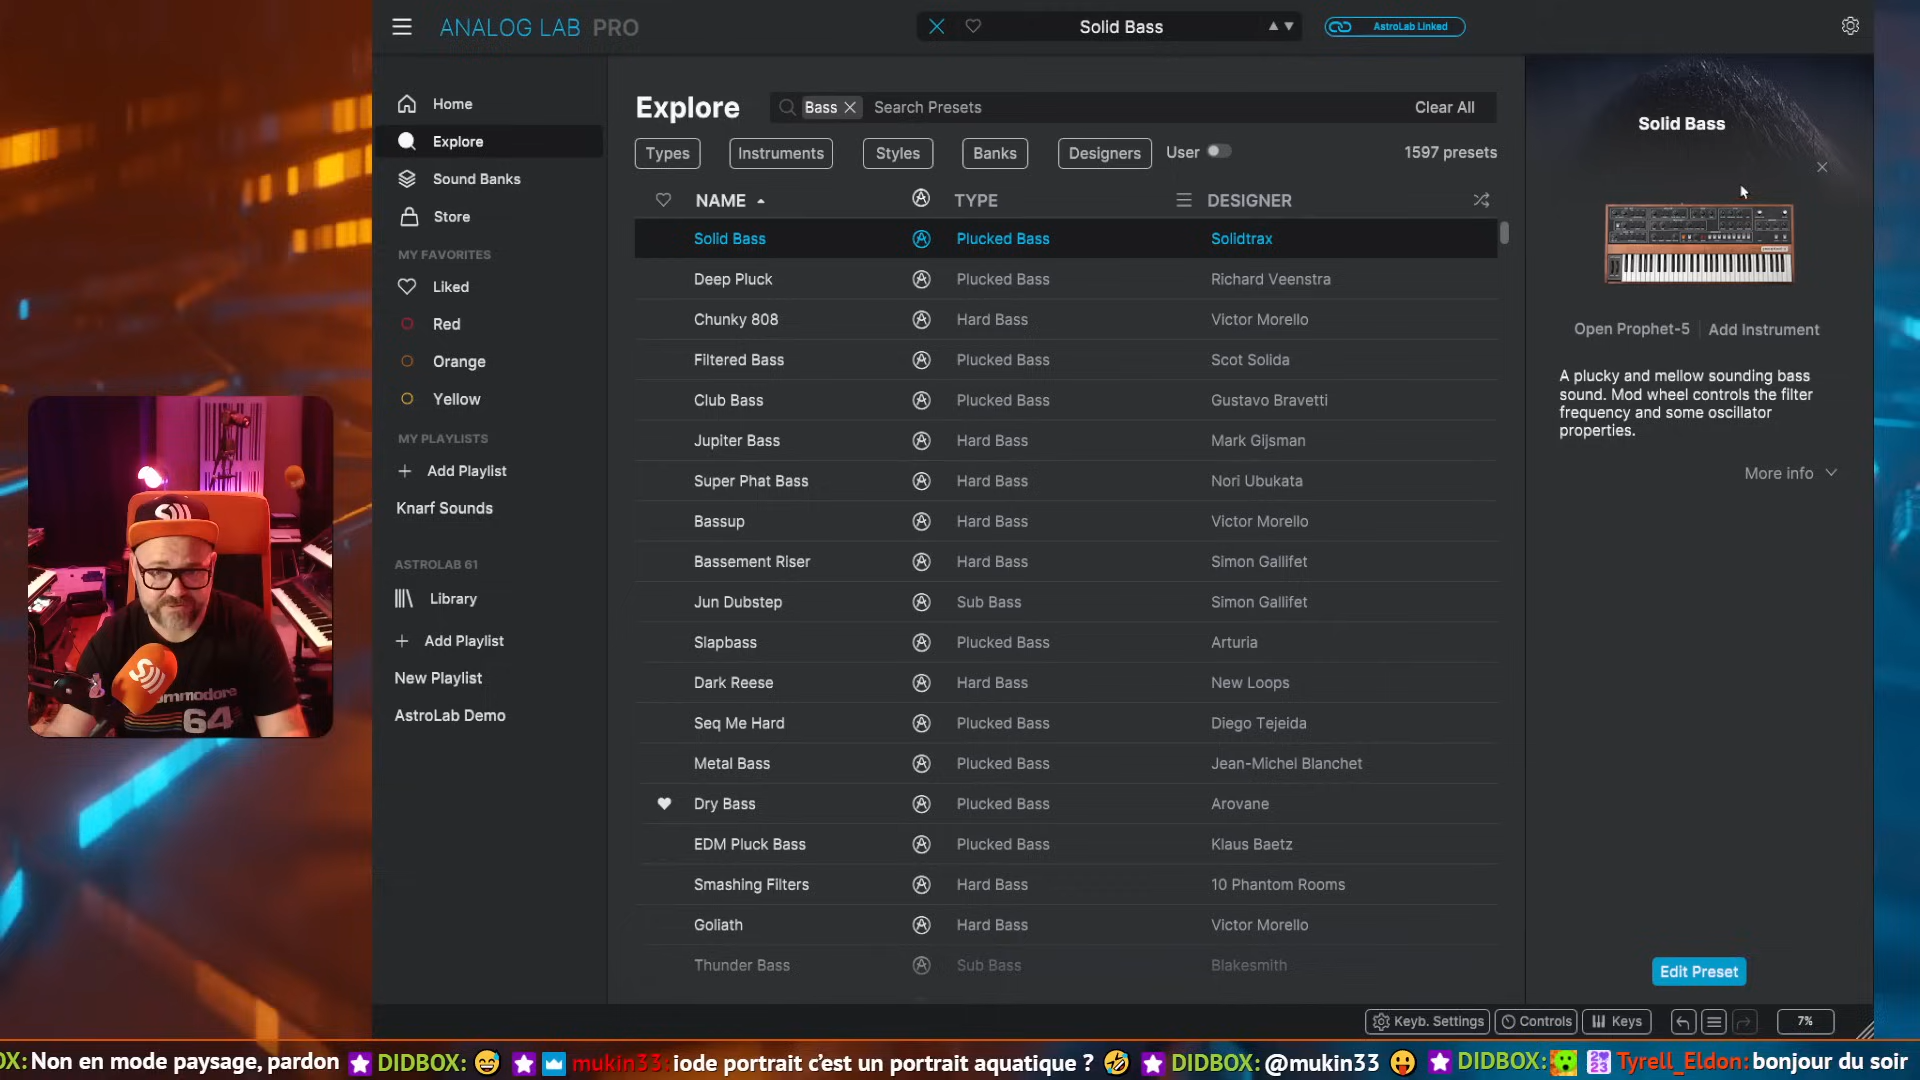 ANALOG LAB PRO
Solid Bass
AstroLab Linked
Home
Explore
Sound Banks
Store
MY FAVORITES
Liked
Red
Orange
Yellow
MY PLAYLISTS
Add Playlist
Knarf Sounds
ASTROLAB 61
Library
Add Playlist
New Playlist
AstroLab Demo
Explore
Bass
Search Presets
Clear All
Types
Instruments
Styles
Banks
Designers
User
1597 presets
NAME TYPE DESIGNER
Solid Bass Plucked Bass Solidtrax
Deep Pluck Plucked Bass Richard Veenstra
Chunky 808 Hard Bass Victor Morello
Filtered Bass Plucked Bass Scot Solida
Club Bass Plucked Bass Gustavo Bravetti
Jupiter Bass Hard Bass Mark Gijsman
Super Phat Bass Hard Bass Nori Ubukata
Bassup Hard Bass Victor Morello
Bassement Riser Hard Bass Simon Gallifet
Jun Dubstep Sub Bass Simon Gallifet
Slapbass Plucked Bass Arturia
Dark Reese Hard Bass New Loops
Seq Me Hard Plucked Bass Diego Tejeida
Metal Bass Plucked Bass Jean-Michel Blanchet
Dry Bass Plucked Bass Arovane
EDM Pluck Bass Plucked Bass Klaus Baetz
Smashing Filters Hard Bass 10 Phantom Rooms
Goliath Hard Bass Victor Morello
Thunder Bass Sub Bass Blakesmith
Solid Bass
Open Prophet-5
Add Instrument
A plucky and mellow sounding bass
sound. Mod wheel controls the filter
frequency and some oscillator
properties.
More info
Edit Preset
Keyb. Settings
Controls
Keys
7%
64
OX: Non en mode paysage, pardon DIDBOX: mukin33: iode portrait c'est un portrait aquatique ? DIDBOX: @mukin33 DIDBOX: Tyrell_Eldon: bonjour du soir